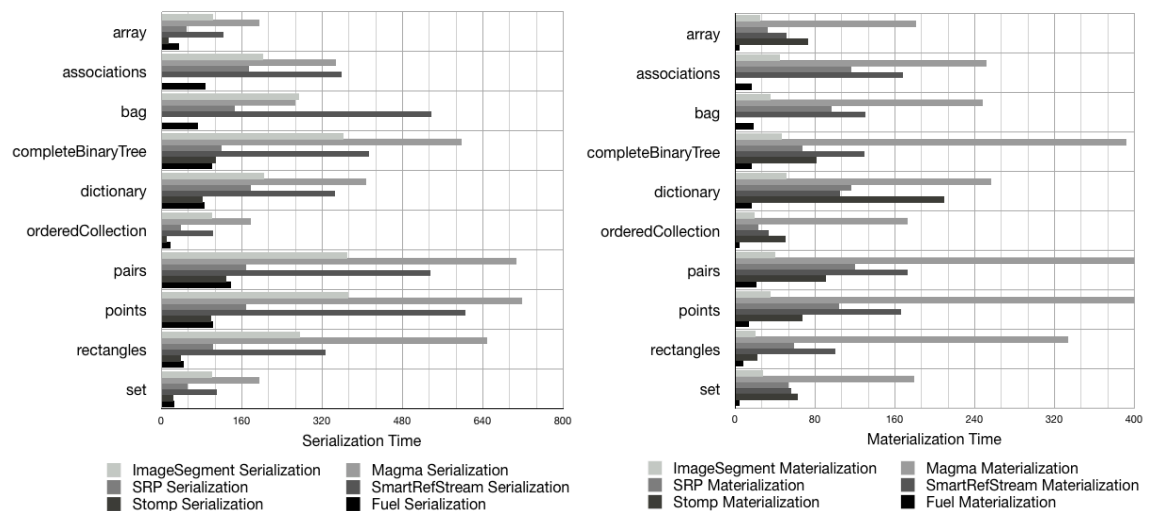 array
associations
bag
completeBinaryTree
dictionary
orderedCollection
pairs
points
rectangles
set
0 160 320 480 640 800
Serialization Time
ImageSegment Serialization Magma Serialization
SRP Serialization SmartRefStream Serialization
Stomp Serialization Fuel Serialization
array
associations
bag
completeBinaryTree
dictionary
orderedCollection
pairs
points
rectangles
set
0 80 160 240 320 400
Materialization Time
ImageSegment Materialization Magma Materialization
SRP Materialization SmartRefStream Materialization
Stomp Materialization Fuel Materialization